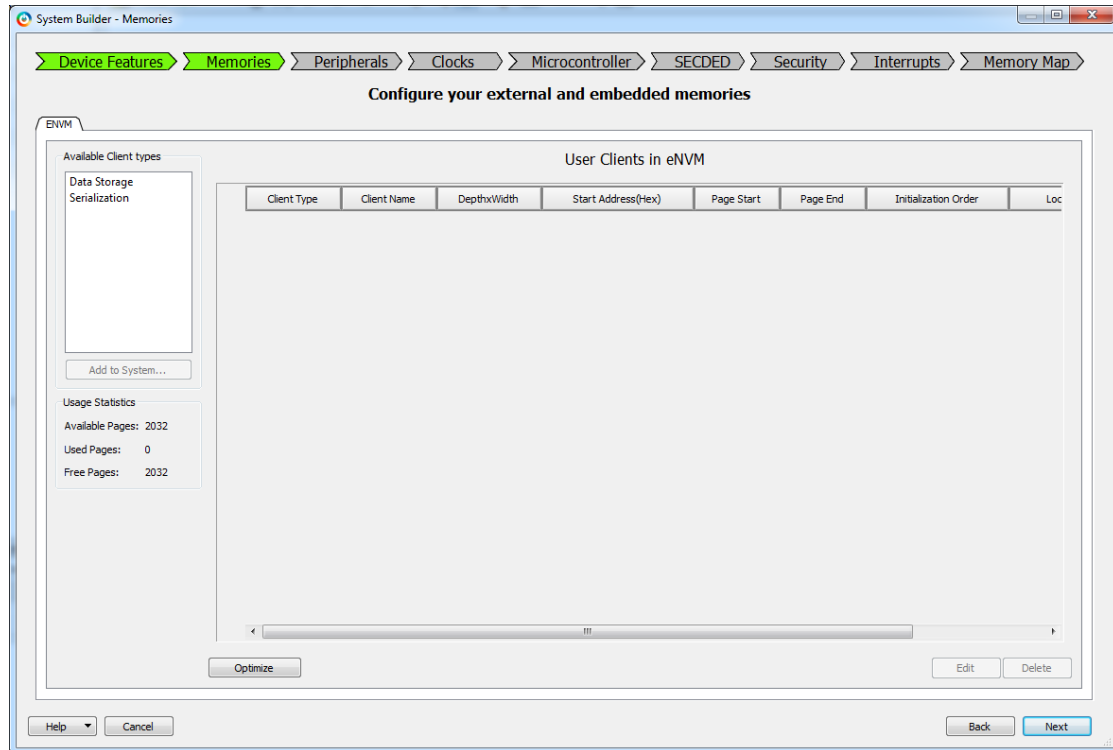 System Builder - Memories
Device Features Memories Peripherals Clocks Microcontroller SECDED Security Interrupts Memory Map
Configure your external and embedded memories
ENVM
Available Client types
Data Storage
Serialization
Add to System...
Usage Statistics
Available Pages: 2032
Used Pages: 0
Free Pages: 2032
User Clients in eNVM
Client Type Client Name DepthxWidth Start Address(Hex) Page Start Page End Initialization Order Loc
Optimize Edit Delete
Help Cancel Back Next